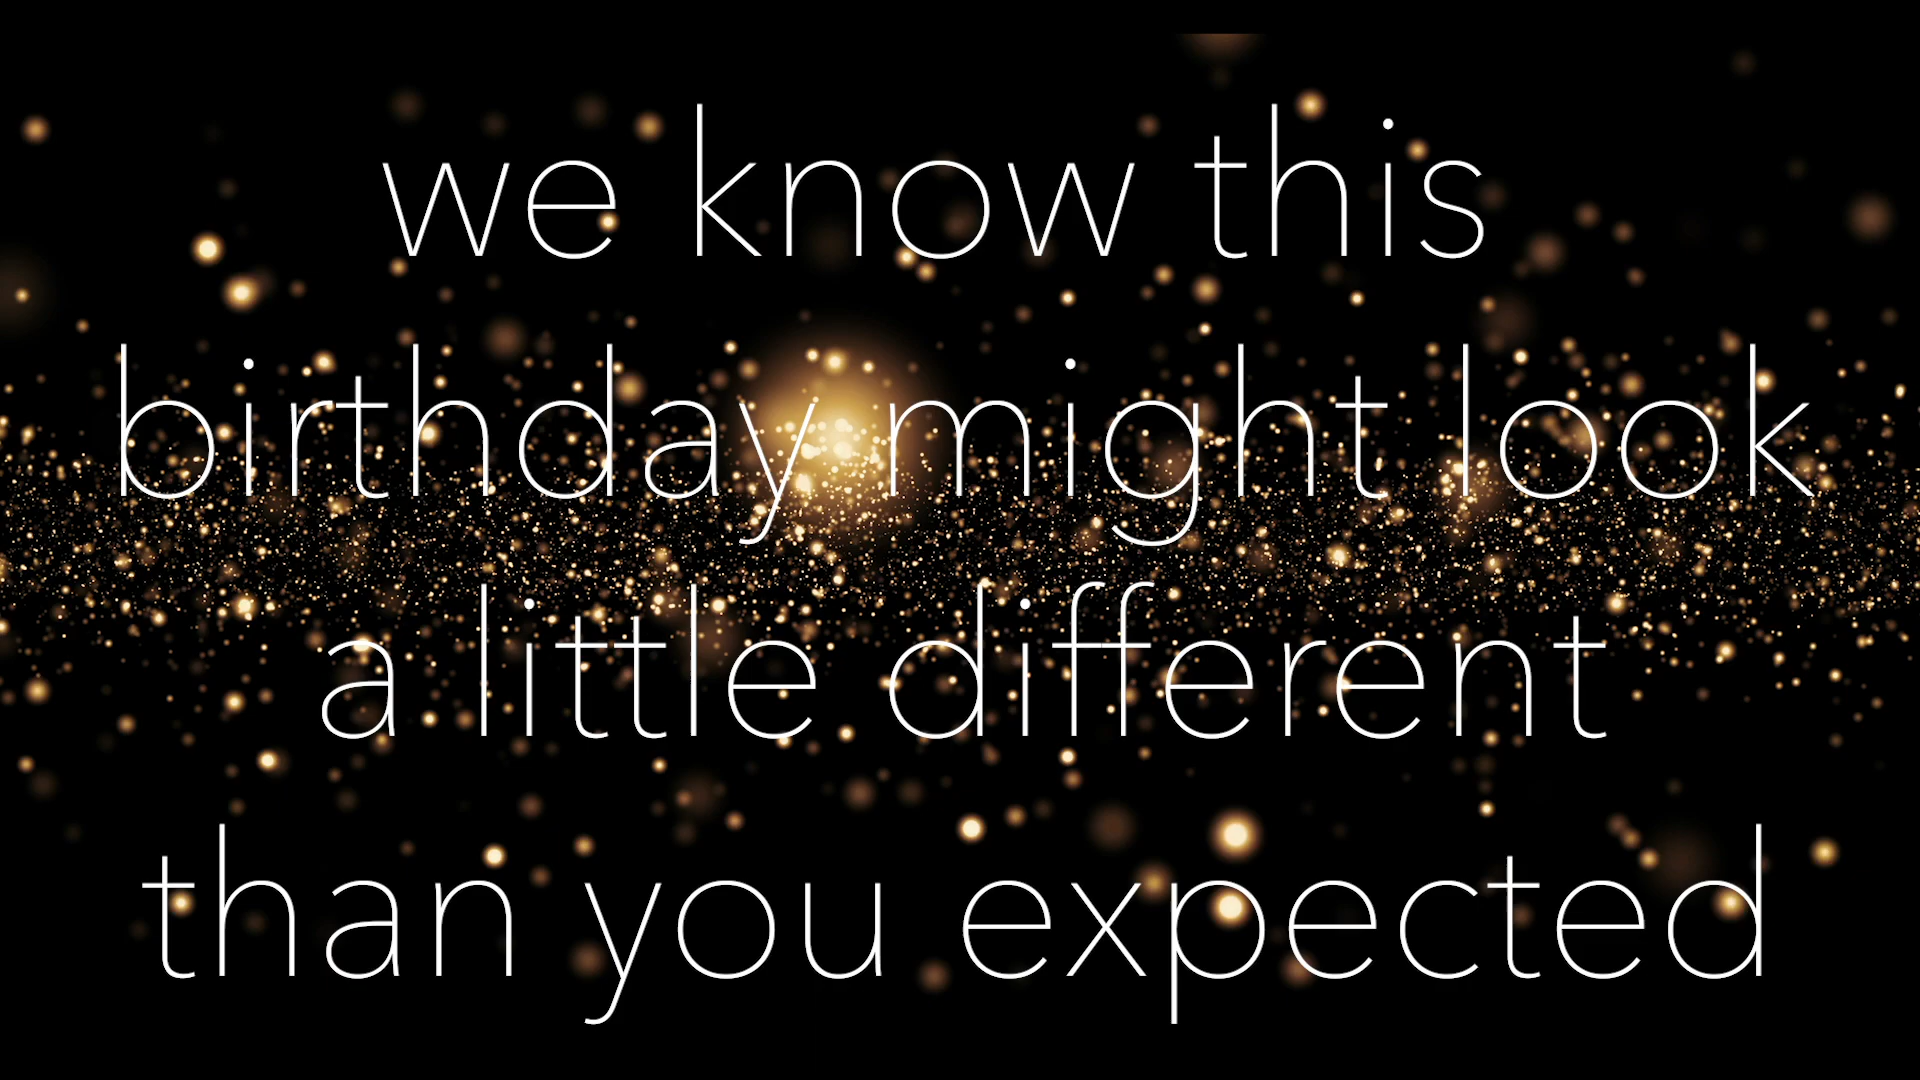 we know this
birthday might look
a little different
than you expected